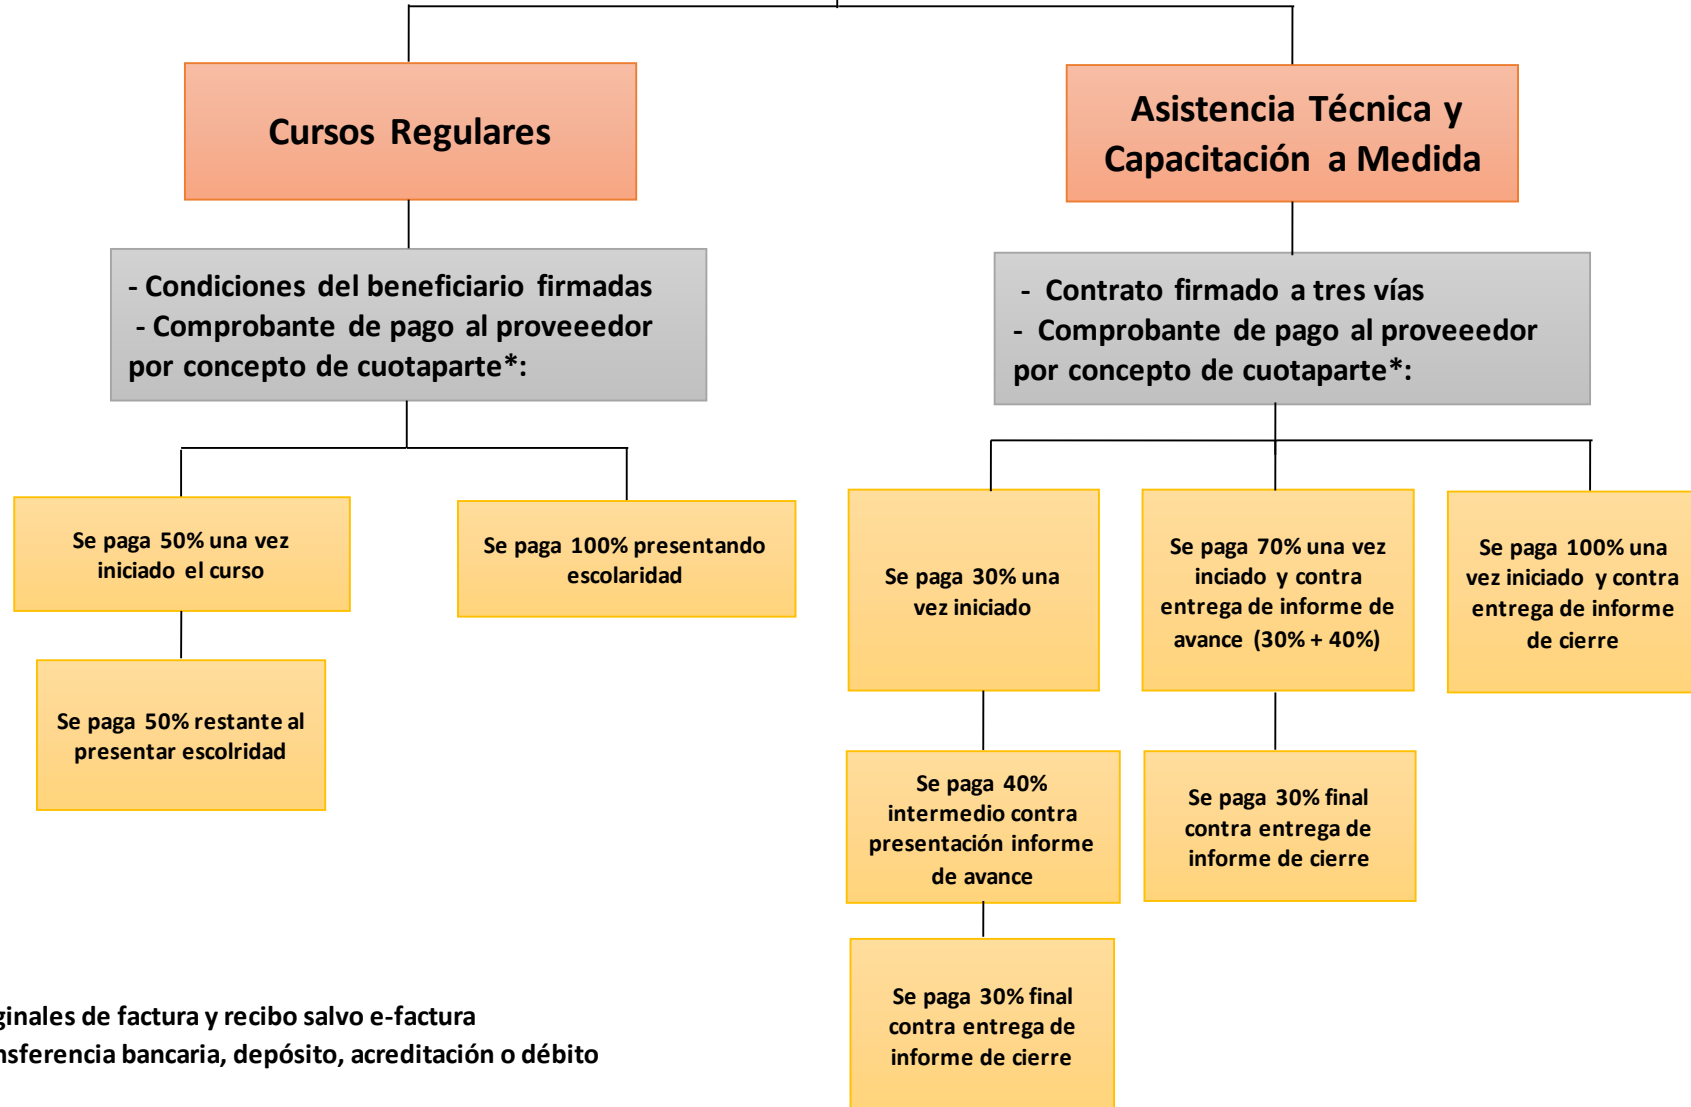 Cursos Regulares
Asistencia Técnica y
Capacitación a Medida
- Condiciones del beneficiario firmadas
- Comprobante de pago al proveeedor
por concepto de cuotaparte*:
- Contrato firmado a tres vías
- Comprobante de pago al proveeedor
por concepto de cuotaparte*:
Se paga 50% una vez
iniciado el curso
Se paga 100% presentando
escolaridad
Se paga 30% una
vez iniciado
Se paga 70% una vez
inciado y contra
entrega de informe de
avance (30% + 40%)
Se paga 100% una
vez iniciado y contra
entrega de informe
de cierre
Se paga 50% restante al
presentar escolridad
Se paga 40%
intermedio contra
presentación informe
de avance
Se paga 30% final
contra entrega de
informe de cierre
Se paga 30% final
contra entrega de
informe de cierre
ginales de factura y recibo salvo e-factura
nsferencia bancaria, depósito, acreditación o débito